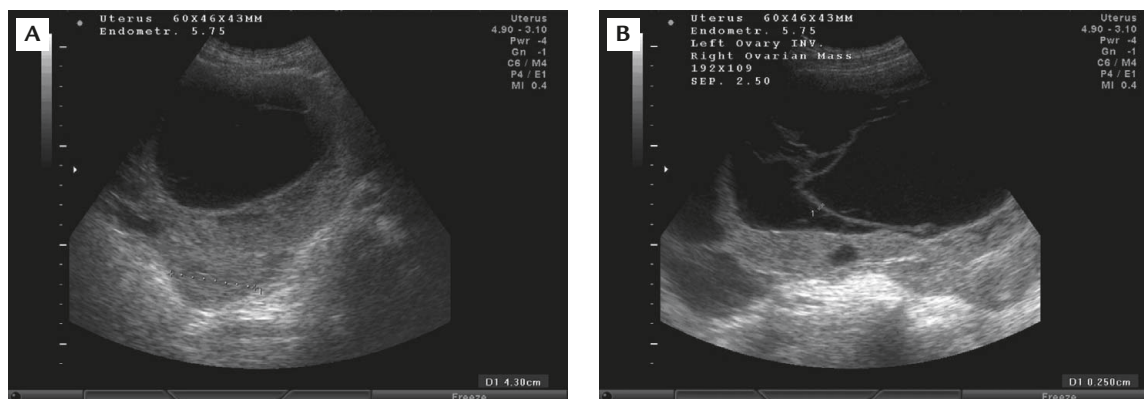 A
Uterus 60X46X43MM
Endometr. 5.75
Uterus
4.90 - 3.10
Pwr -4
Gn -1
C6 / M4
P4 / E1
MI 0.4
D1 4.30cm
Freeze
B
Uterus 60X46X43MM
Endometr. 5.75
Left Ovary INV.
Right Ovarian Mass
192X109
SEP. 2.50
Uterus
4.90 - 3.10
Pwr -4
Gn -1
C6 / M4
P4 / E1
MI 0.4
1
D1 0.250cm
Freeze